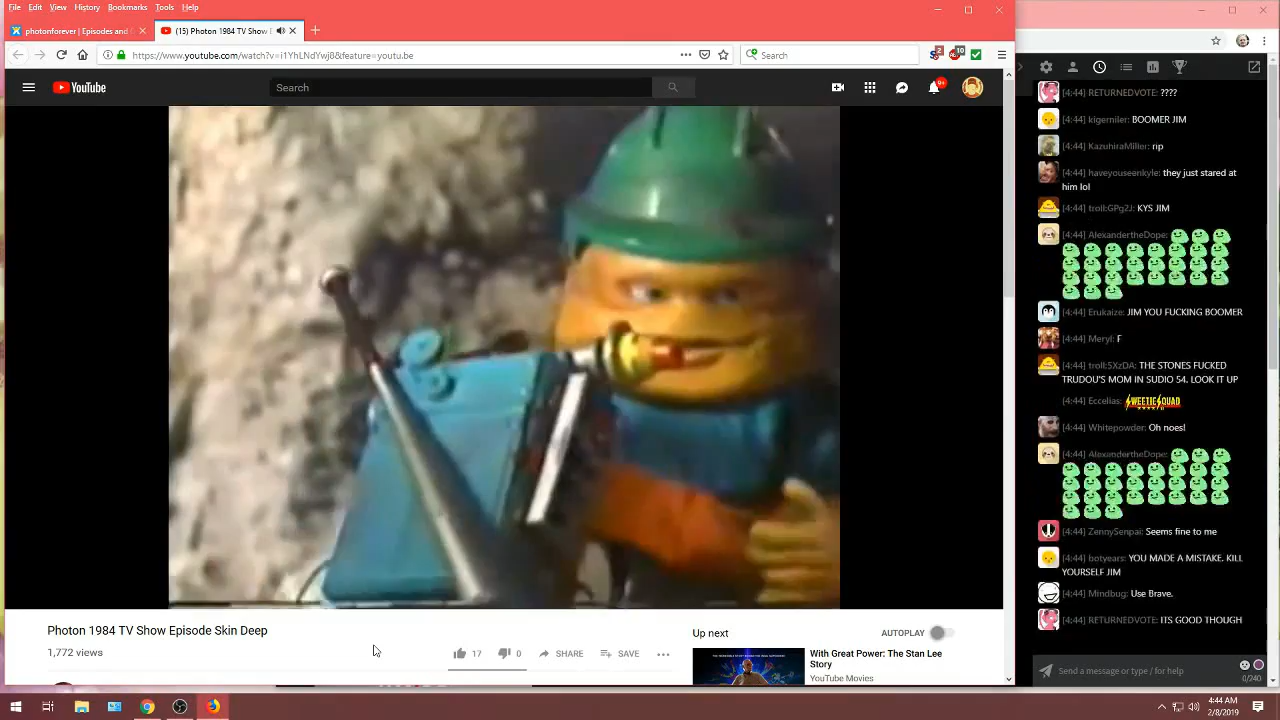 File Edit View History Bookmarks Tools Help
photonforever | Episodes and
(15) Photon 1984 TV Show E
https://www.youtube.com/watch?v=i1YhLNdYwj8&feature=youtu.be
Search
2
10
YouTube
Search
9+
Photon 1984 TV Show Episode Skin Deep
1,772 views
17
0
SHARE
SAVE
Up next
AUTOPLAY
With Great Power: The Stan Lee
Story
YouTube Movies
[4:44] RETURNEDVOTE: ????
[4:44] kigerniler: BOOMER JIM
[4:44] KazuhiraMiller: rip
[4:44] haveyouseenkyle: they just stared at
him lol
[4:44] troll:GPg2J: KYS JIM
[4:44] AlexandertheDope:
[4:44] Erukaize: JIM YOU FUCKING BOOMER
[4:44] Meryl: F
[4:44] troll:5XzDA: THE STONES FUCKED
TRUDOU'S MOM IN SUDIO 54. LOOK IT UP
[4:44] Eccelias: SWEETIE SQUAD
[4:44] Whitepowder: Oh noes!
[4:44] AlexandertheDope:
[4:44] ZennySenpai: Seems fine to me
[4:44] botyears: YOU MADE A MISTAKE. KILL
YOURSELF JIM
[4:44] Mindbug: Use Brave.
[4:44] RETURNEDVOTE: ITS GOOD THOUGH
Send a message or type / for help
0/240
4:44 AM
2/8/2019